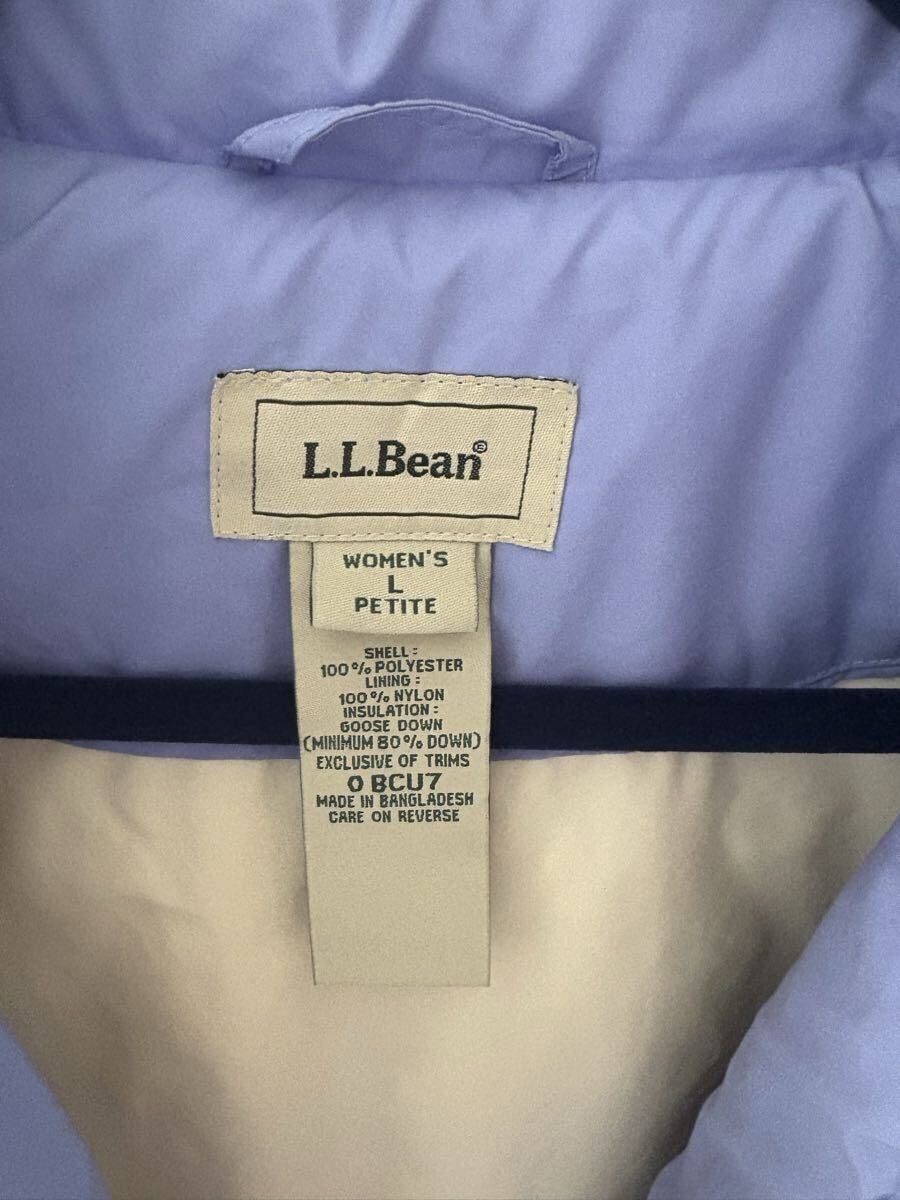 L.L.Bean®
WOMEN'S
L
PETITE
SHELL:
100% POLYESTER
LINING:
100% NYLON
INSULATION:
GOOSE DOWN
(MINIMUM 80% DOWN)
EXCLUSIVE OF TRIMS
0 BCU7
MADE IN BANGLADESH
CARE ON REVERSE